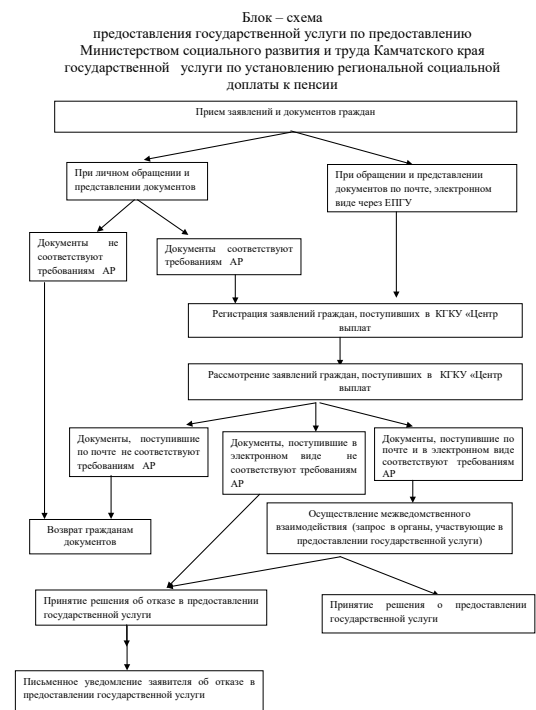 Блок – схема
предоставления государственной услуги по предоставлению
Министерством социального развития и труда Камчатского края
государственной услуги по установлению региональной социальной
доплаты к пенсии
Прием заявлений и документов граждан
При личном обращении и
представлении документов
При обращении и представлении
документов по почте, электронном
виде через ЕПГУ
Документы не
соответствуют
требованиям АР
Документы соответствуют
требованиям АР
Регистрация заявлений граждан, поступивших в КГКУ «Центр
выплат
Рассмотрение заявлений граждан, поступивших в КГКУ «Центр
выплат
Документы, поступившие
по почте не соответствуют
требованиям АР
Документы, поступившие в
электронном виде не
соответствуют требованиям
АР
Документы, поступившие по
почте и в электронном виде
соответствуют требованиям
АР
Возврат гражданам
документов
Осуществление межведомственного
взаимодействия (запрос в органы, участвующие в
предоставлении государственной услуги)
Принятие решения об отказе в предоставлении
государственной услуги
Принятие решения о предоставлении
государственной услуги
Письменное уведомление заявителя об отказе в
предоставлении государственной услуги